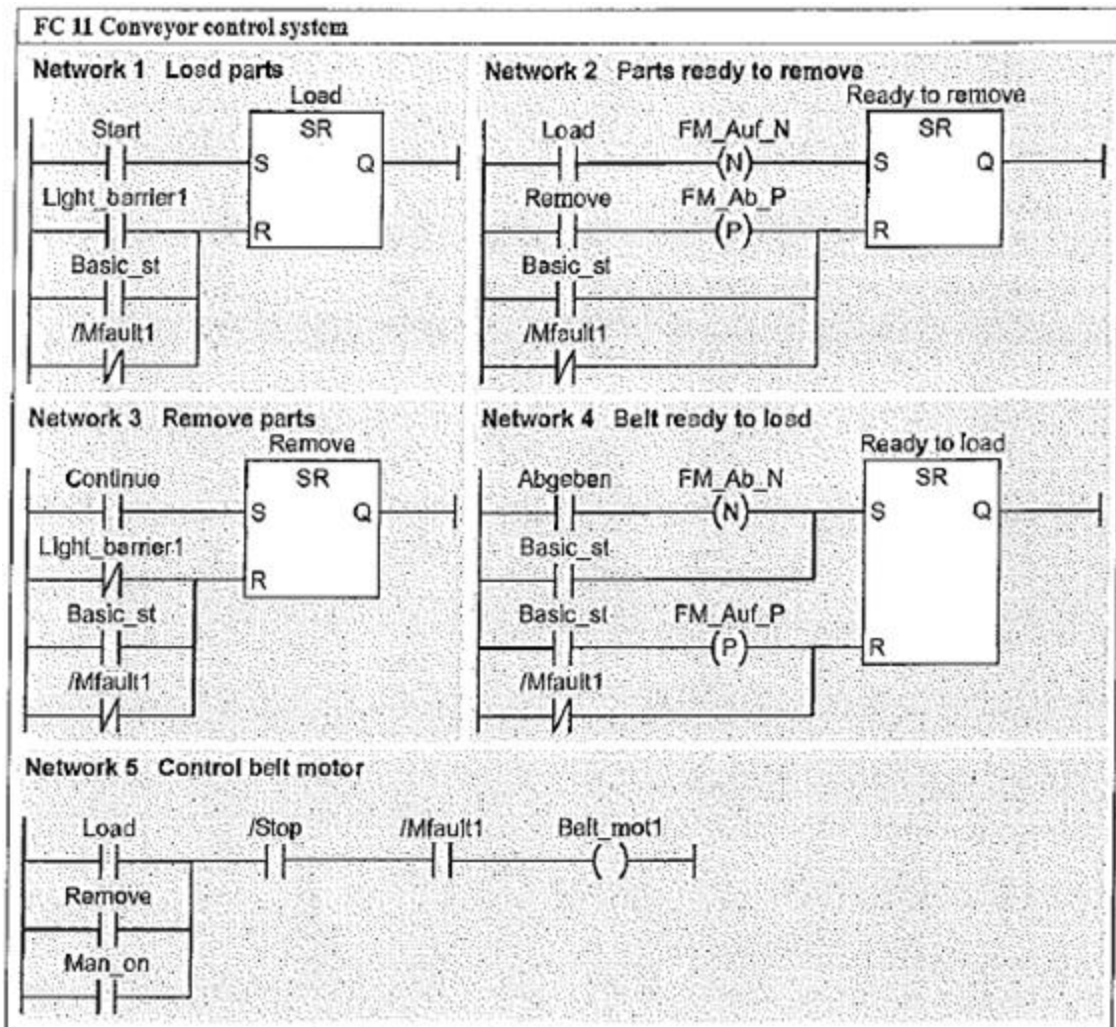 FC 11 Conveyor control system
Network 1 Load parts
Load
Start
SR
S
Q
Light_barrier1
R
Basic_st
/Mfault1
Network 2 Parts ready to remove
Ready to remove
Load
FM_Auf_N
SR
(N)
S
Q
Remove
FM_Ab_P
(P)
R
Basic_st
/Mfault1
Network 3 Remove parts
Remove
Continue
SR
S
Q
Light_barrier1
R
Basic_st
/Mfault1
Network 4 Belt ready to load
Ready to load
Abgeben
FM_Ab_N
SR
(N)
S
Q
Basic_st
Basic_st
FM_Auf_P
(P)
R
/Mfault1
Network 5 Control belt motor
Load
/Stop
/Mfault1
Belt_mot1
( )
Remove
Man_on